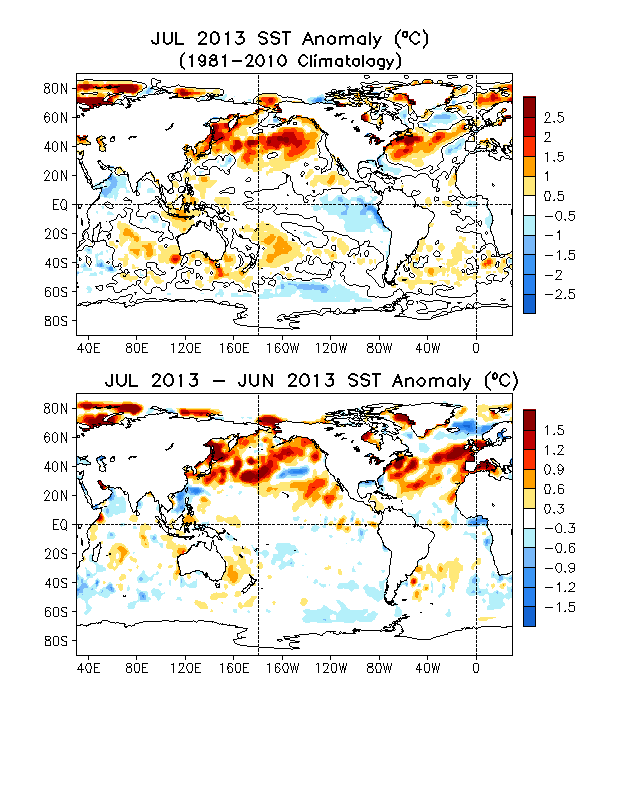 JUL 2013 SST Anomaly (°C)
(1981−2010 Climatology)
80N
60N
40N
20N
EQ
20S
40S
60S
80S
40E 80E 120E 160E 160W 120W 80W 40W 0
2.5
2
1.5
1
0.5
−0.5
−1
−1.5
−2
−2.5
JUL 2013 − JUN 2013 SST Anomaly (°C)
80N
60N
40N
20N
EQ
20S
40S
60S
80S
40E 80E 120E 160E 160W 120W 80W 40W 0
1.5
1.2
0.9
0.6
0.3
−0.3
−0.6
−0.9
−1.2
−1.5